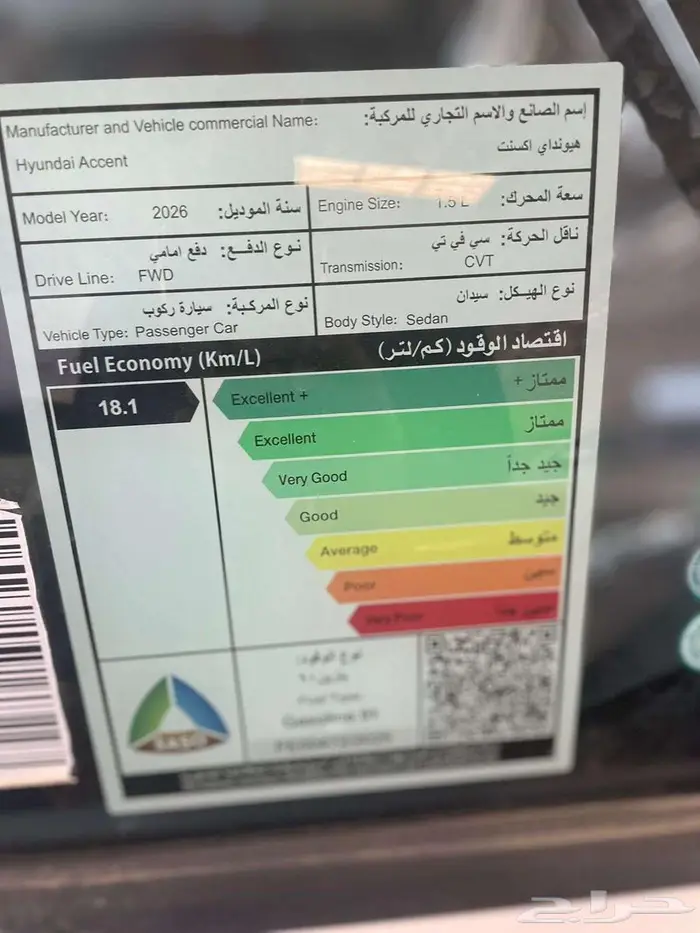 Manufacturer and Vehicle commercial Name: إسم الصانع والاسم التجاري للمركبة:
Hyundai Accent هيونداي اكسنت
Model Year: 2026 سنة الموديل:
Engine Size: 1.5 L سعة المحرك:
Drive Line: FWD نوع الدفع: دفع امامي
Transmission: CVT ناقل الحركة: سي في تي
Vehicle Type: Passenger Car نوع المركبة: سيارة ركوب
Body Style: Sedan نوع الهيكل: سيدان
Fuel Economy (Km/L) اقتصاد الوقود (كم/لتر)
18.1
Excellent + ممتاز +
Excellent ممتاز
Very Good جيد جداً
Good جيد
Average متوسط
Poor
Very Poor
نوع الوقود:
Fuel Type:
Gasoline 91
SASO
حراج